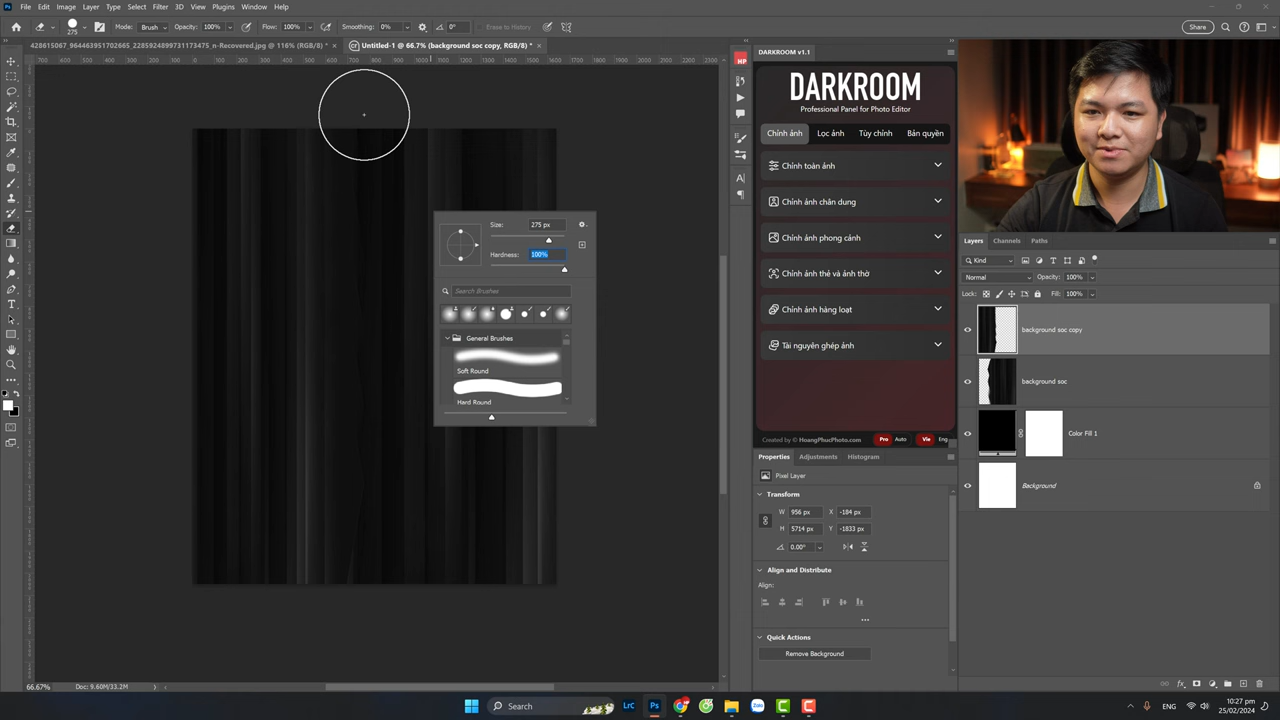 File Edit Image Layer Type Select Filter 3D View Plugins Window Help
275 Mode: Brush Opacity: 100% Flow: 100% Smoothing: 0% 0° Erase to History Share
428615067_964463951702665_2285924899731173475_n-Recovered.jpg @ 116% (RGB/8) * Untitled-1 @ 66.7% (background soc copy, RGB/8) *
DARKROOM v1.1
DARKROOM
Professional Panel for Photo Editor
Chỉnh ảnh Lọc ảnh Tùy chỉnh Bản quyền
Chỉnh toàn ảnh
Chỉnh ảnh chân dung
Chỉnh ảnh phong cảnh
Chỉnh ảnh thẻ và ảnh thờ
Chỉnh ảnh hàng loạt
Tài nguyên ghép ảnh
Created by © HoangPhucPhoto.com Pro Auto Vie Eng
Size: 275 px
Hardness: 100%
Search Brushes
General Brushes
Soft Round
Hard Round
Properties Adjustments Histogram
Pixel Layer
Transform
W 956 px X -184 px
H 5714 px Y -1833 px
0.00°
Align and Distribute
Align:
Quick Actions
Remove Background
Layers Channels Paths
Kind
Normal Opacity: 100%
Lock: Fill: 100%
background soc copy
background soc
Color Fill 1
Background
66.67% Doc: 9.60M/33.2M
Search
ENG
10:27 pm
25/02/2024